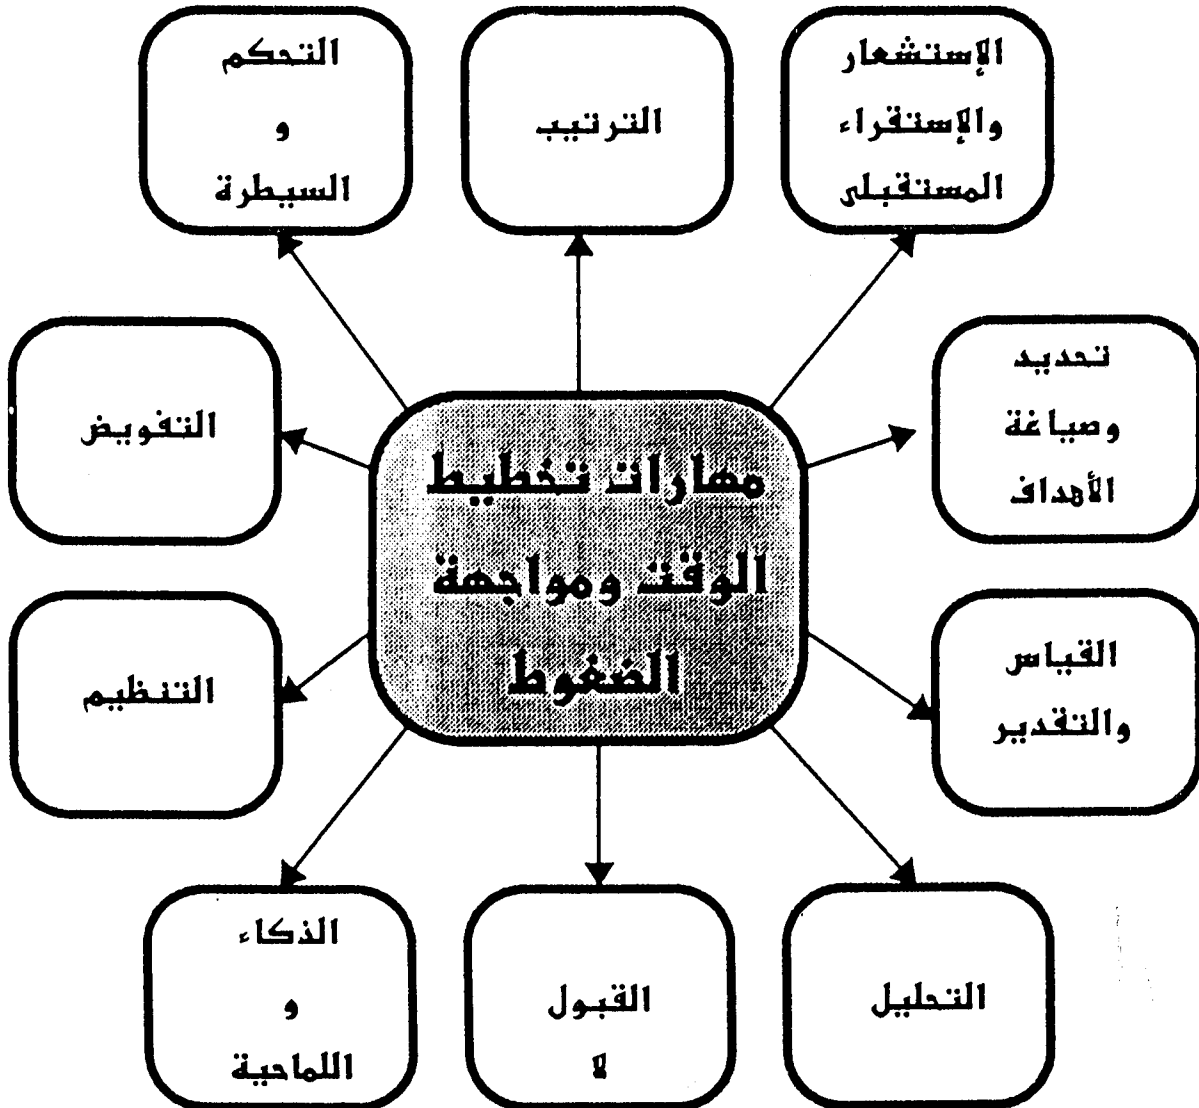 الإستشعار
والإستقراء
المستقبلى
الترتيب
التحكم
و
السيطرة
تحديد
وصياغة
الأهداف
التفويض
مهارات تخطيط
الوقت ومواجهة
الضغوط
القياس
والتقدير
التنظيم
التحليل
القبول
لا
الذكاء
و
اللماحية